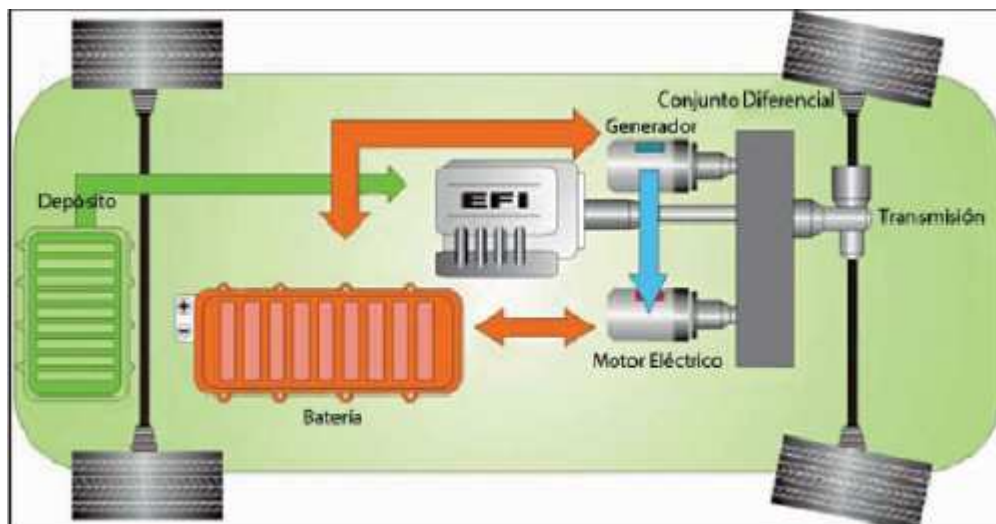 Conjunto Diferencial
Generador
Depósito
EFI
Transmisión
+
−
Motor Eléctrico
Batería